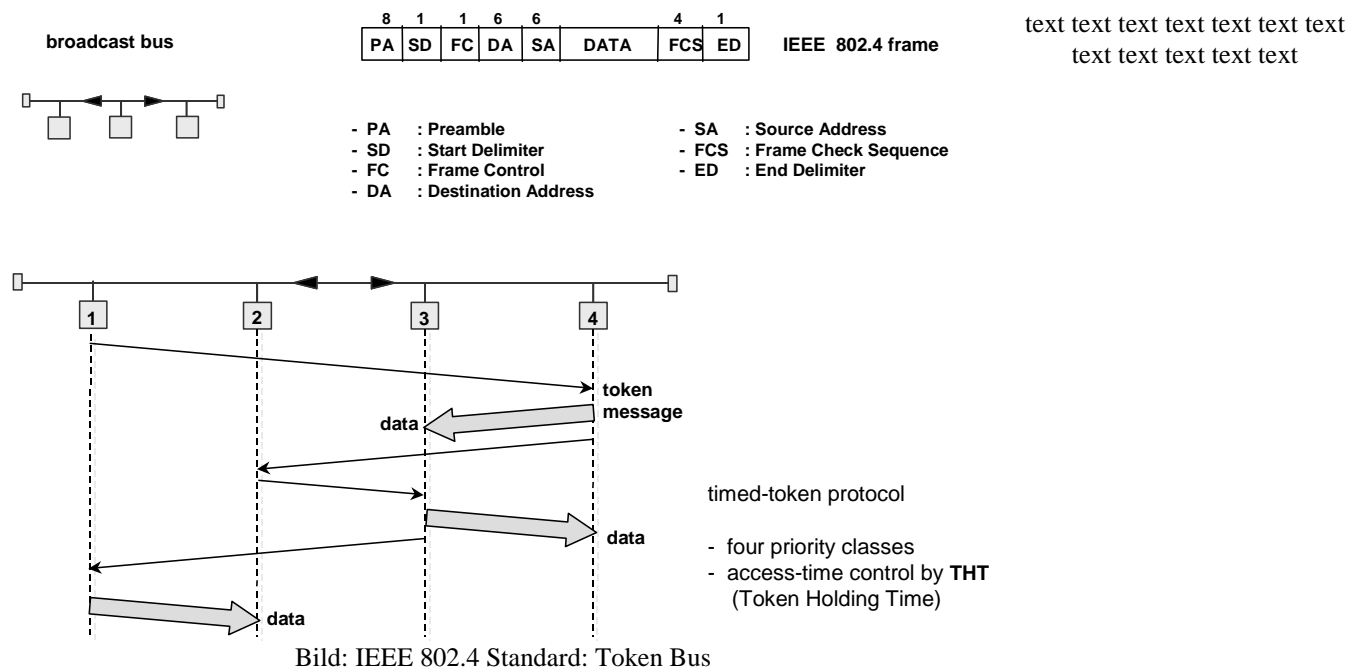 broadcast bus
8 1 1 6 6 4 1
PA SD FC DA SA DATA FCS ED
IEEE 802.4 frame
text text text text text text text
text text text text text
- PA : Preamble
- SD : Start Delimiter
- FC : Frame Control
- DA : Destination Address
- SA : Source Address
- FCS : Frame Check Sequence
- ED : End Delimiter
1 2 3 4
token
message
data
data
data
timed-token protocol
- four priority classes
- access-time control by THT
(Token Holding Time)
Bild: IEEE 802.4 Standard: Token Bus